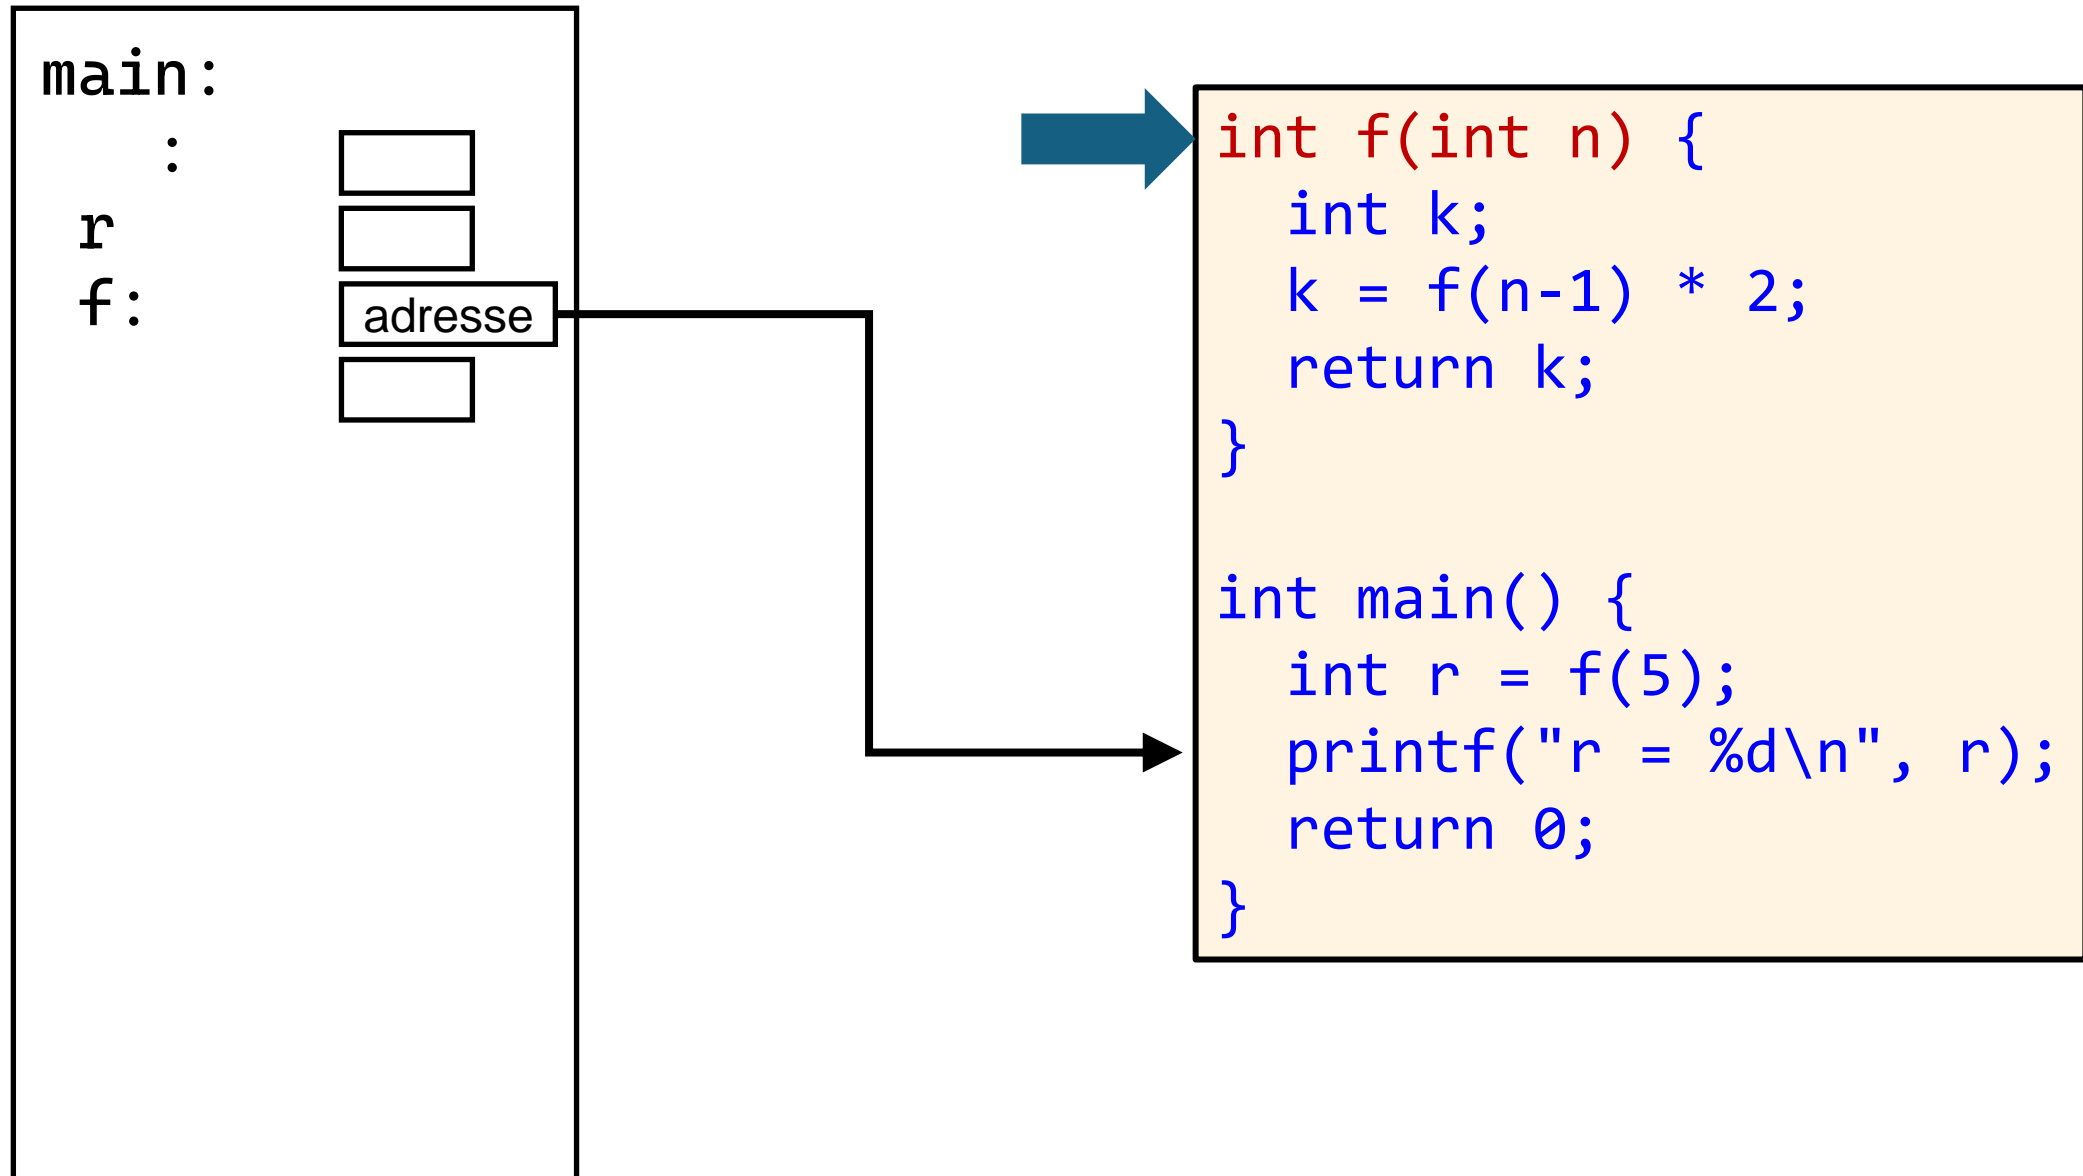 main:
:
r
f:
adresse
int f(int n) {
  int k;
  k = f(n-1) * 2;
  return k;
}
int main() {
  int r = f(5);
  printf("r = %d\n", r);
  return 0;
}